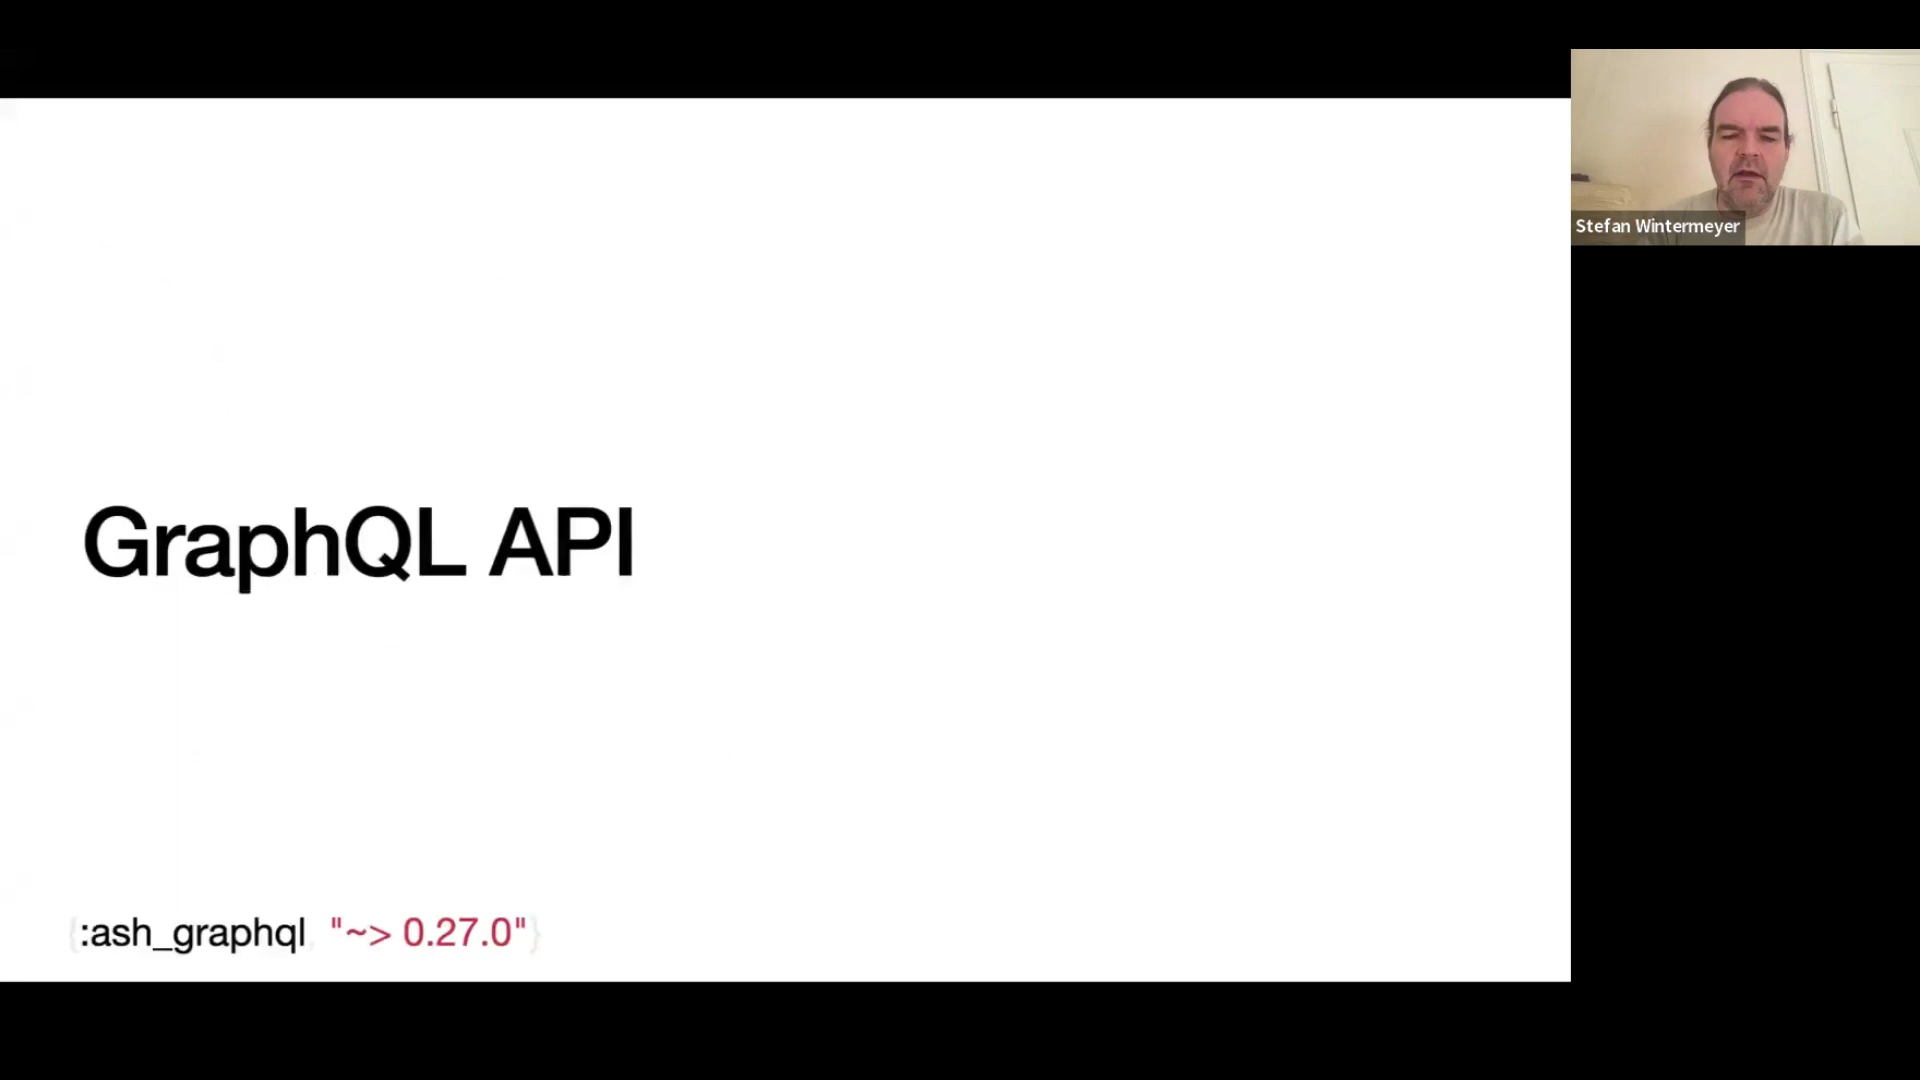 Stefan Wintermeyer
GraphQL API
{:ash_graphql, "~> 0.27.0"}